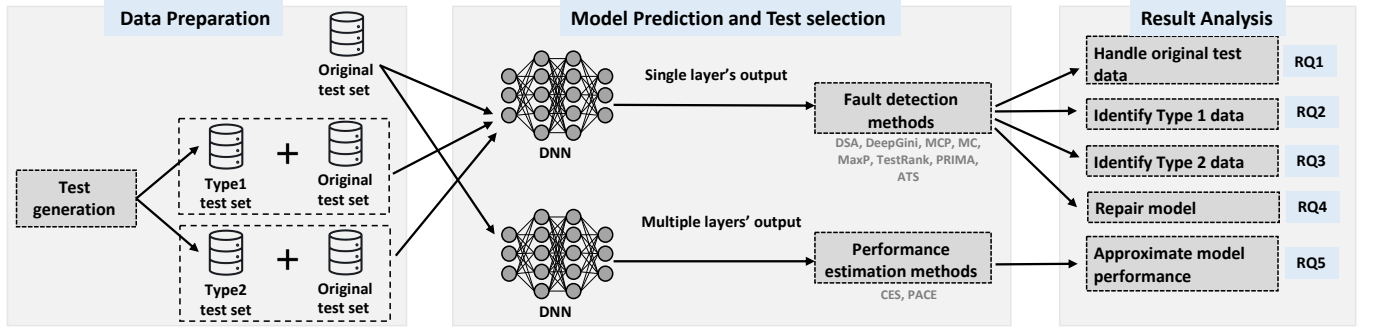 Data Preparation
Original
test set
Test
generation
Type1
test set
+
Original
test set
Type2
test set
+
Original
test set
Model Prediction and Test selection
DNN
Single layer's output
Fault detection
methods
DSA, DeepGini, MCP, MC,
MaxP, TestRank, PRIMA,
ATS
DNN
Multiple layers' output
Performance
estimation methods
CES, PACE
Result Analysis
Handle original test
data
RQ1
Identify Type 1 data
RQ2
Identify Type 2 data
RQ3
Repair model
RQ4
Approximate model
performance
RQ5